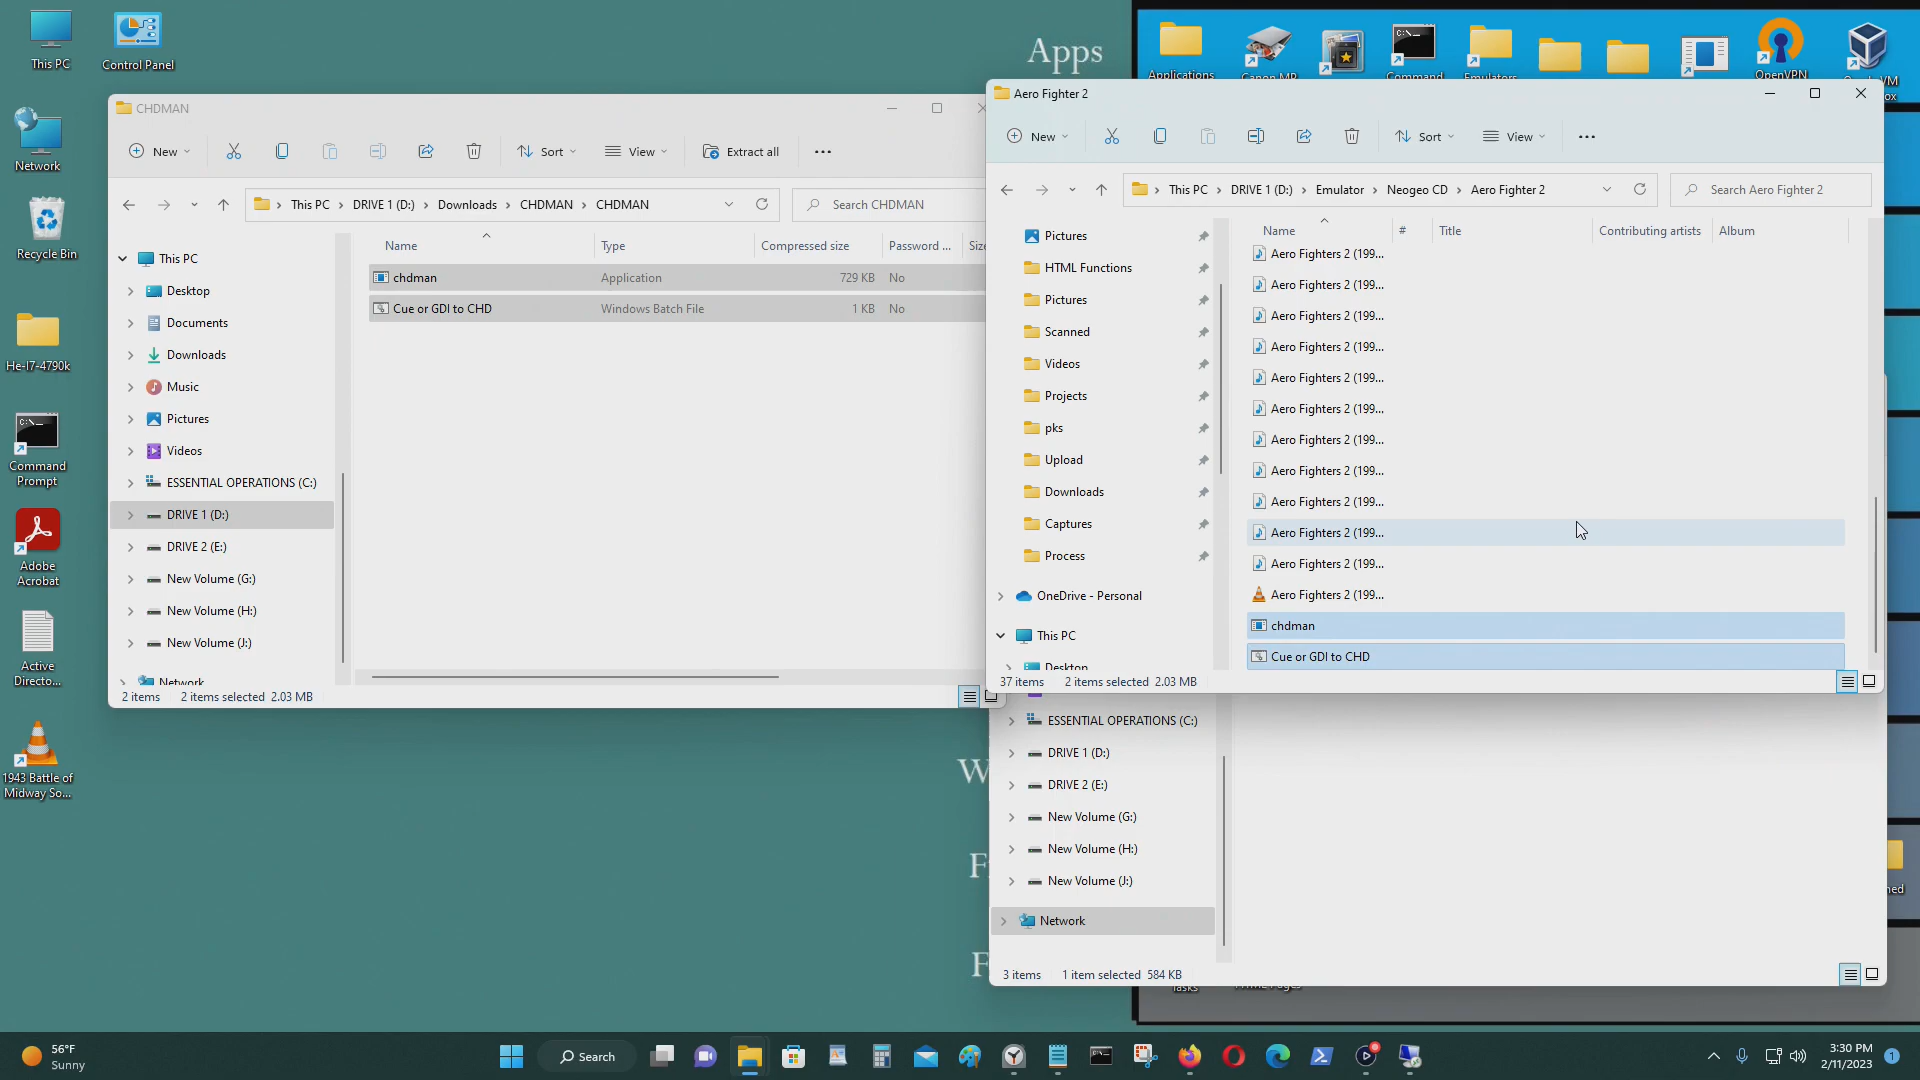 This PC
Control Panel
Network
Recycle Bin
He-I7-4790k
Command
Prompt
Adobe
Acrobat
Active
Directo...
1943 Battle of
Midway So...
Apps
Applications
Canon MP
Command
Emulators
OpenVPN
VM
CHDMAN
New
Sort
View
Extract all
This PC
DRIVE 1 (D:)
Downloads
CHDMAN
CHDMAN
Search CHDMAN
Name
Type
Compressed size
Password ...
Size
chdman
Application
729 KB
No
Cue or GDI to CHD
Windows Batch File
1 KB
No
This PC
Desktop
Documents
Downloads
Music
Pictures
Videos
ESSENTIAL OPERATIONS (C:)
DRIVE 1 (D:)
DRIVE 2 (E:)
New Volume (G:)
New Volume (H:)
New Volume (J:)
Network
2 items
2 items selected 2.03 MB
Aero Fighter 2
New
Sort
View
This PC
DRIVE 1 (D:)
Emulator
Neogeo CD
Aero Fighter 2
Search Aero Fighter 2
Name
#
Title
Contributing artists
Album
Pictures
HTML Functions
Pictures
Scanned
Videos
Projects
pks
Upload
Downloads
Captures
Process
OneDrive - Personal
This PC
Desktop
Aero Fighters 2 (199...
Aero Fighters 2 (199...
Aero Fighters 2 (199...
Aero Fighters 2 (199...
Aero Fighters 2 (199...
Aero Fighters 2 (199...
Aero Fighters 2 (199...
Aero Fighters 2 (199...
Aero Fighters 2 (199...
Aero Fighters 2 (199...
Aero Fighters 2 (199...
Aero Fighters 2 (199...
chdman
Cue or GDI to CHD
37 items
2 items selected 2.03 MB
ESSENTIAL OPERATIONS (C:)
DRIVE 1 (D:)
DRIVE 2 (E:)
New Volume (G:)
New Volume (H:)
New Volume (J:)
Network
3 items
1 item selected 584 KB
56°F
Sunny
Search
3:30 PM
2/11/2023
1